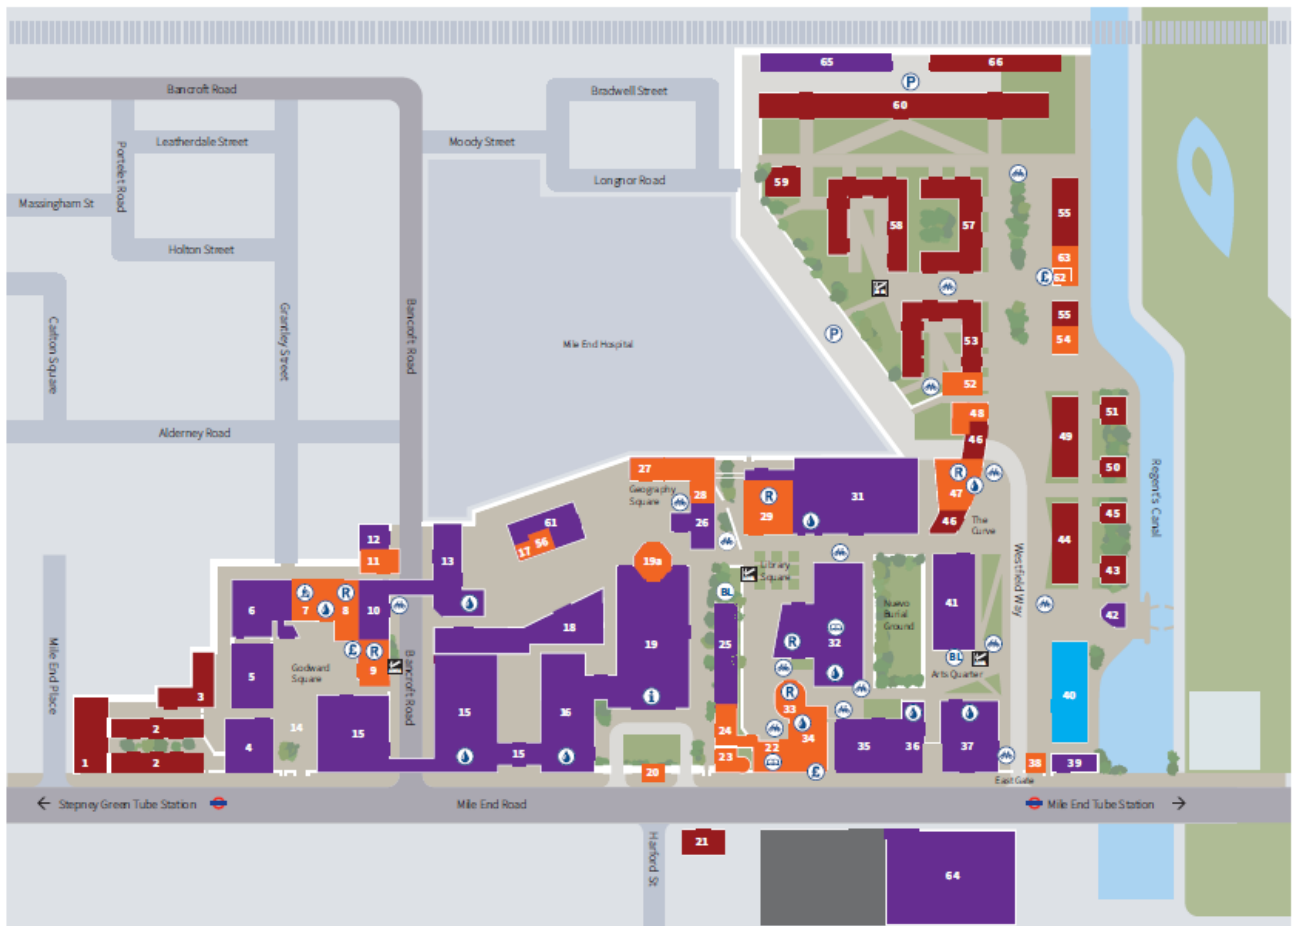 65
66
P
Bancroft Road
Bradwell Street
60
Leatherdale Street
Moody Street
Portelet Road
Longnor Road
59
Massingham St
55
58
57
Holton Street
63
£
62
Carlton Square
Grantley Street
Bancroft Road
55
P
53
54
Mile End Hospital
52
51
48
Alderney Road
49
46
50
27
R
Geography
Square
28
31
47
Regent's Canal
R
29
45
61
26
46
The
Curve
12
56
17
44
11
13
19a
Library
Square
43
Westfield Way
£
R
BL
6
7
8
10
41
Nuevo
Burial
Ground
42
18
25
R
32
£
R
19
Mile End Place
Godward
Square
9
Bancroft Road
BL
5
Arts Quarter
3
i
R
40
33
14
15
15
16
36
2
24
34
4
22
35
37
1
2
15
23
20
£
38
39
East Gate
Stepney Green Tube Station
Mile End Road
Mile End Tube Station
Harford St
21
64